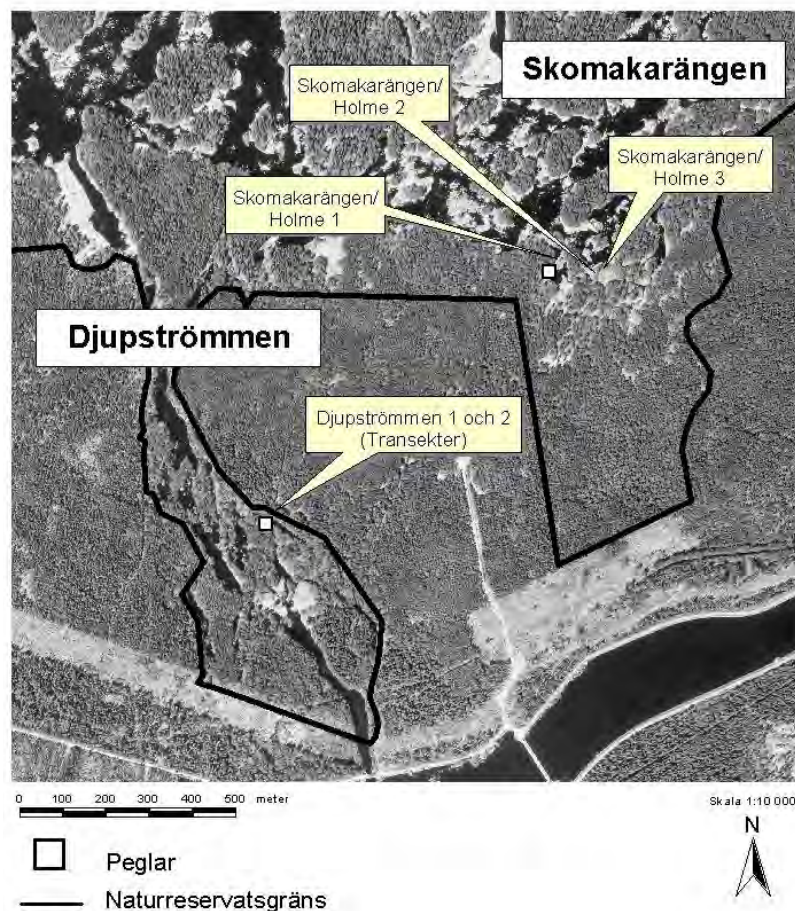 Skomakarängen
Skomakarängen/
Holme 2
Skomakarängen/
Holme 3
Skomakarängen/
Holme 1
Djupströmmen
Djupströmmen 1 och 2
(Transekter)
0 100 200 300 400 500 meter
Skala 1:10 000
N
Peglar
Naturreservatsgräns